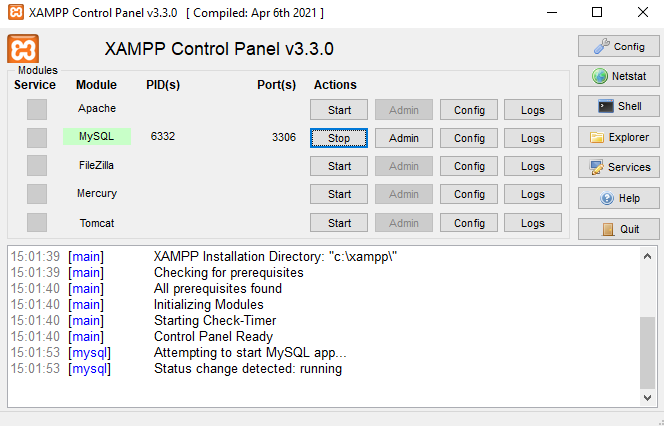 XAMPP Control Panel v3.3.0 [ Compiled: Apr 6th 2021 ]
XAMPP Control Panel v3.3.0
Config
Modules
Service Module PID(s) Port(s) Actions
Netstat
Apache Start Admin Config Logs
Shell
MySQL 6332 3306 Stop Admin Config Logs
Explorer
FileZilla Start Admin Config Logs
Services
Mercury Start Admin Config Logs
Help
Tomcat Start Admin Config Logs
Quit
15:01:39 [main] XAMPP Installation Directory: "c:\xampp\"
15:01:39 [main] Checking for prerequisites
15:01:40 [main] All prerequisites found
15:01:40 [main] Initializing Modules
15:01:40 [main] Starting Check-Timer
15:01:40 [main] Control Panel Ready
15:01:53 [mysql] Attempting to start MySQL app...
15:01:53 [mysql] Status change detected: running